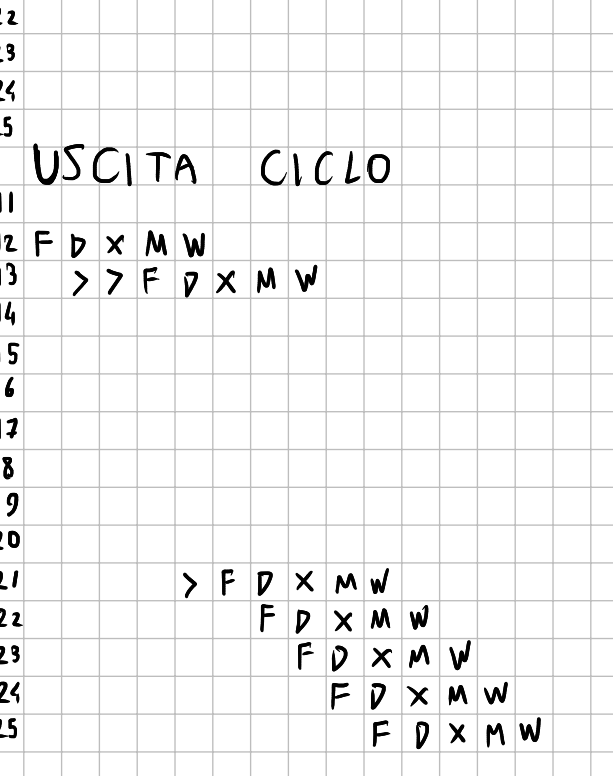 22
23
24
25
USCITA CICLO
11
12 F D X M W
13 > > F D X M W
14
15
16
17
18
19
20
21 > F D X M W
22 F D X M W
23 F D X M W
24 F D X M W
25 F D X M W